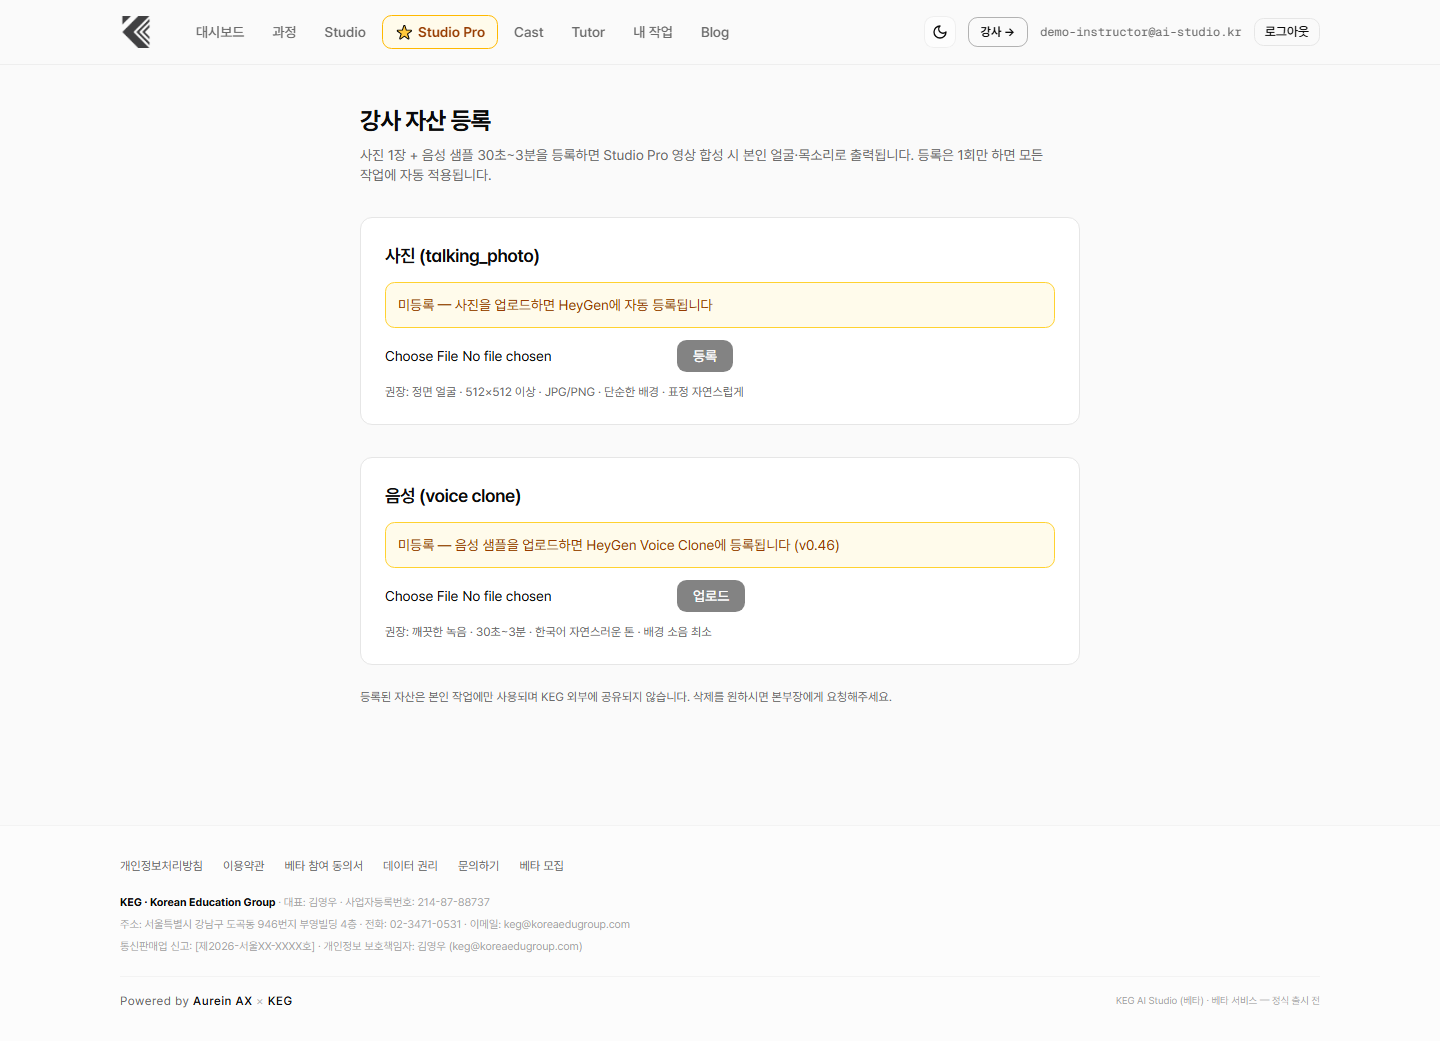 대시보드 과정 Studio Studio Pro Cast Tutor 내 작업 Blog 강사 → demo-instructor@ai-studio.kr 로그아웃
강사 자산 등록
사진 1장 + 음성 샘플 30초~3분을 등록하면 Studio Pro 영상 합성 시 본인 얼굴·목소리로 출력됩니다. 등록은 1회만 하면 모든
작업에 자동 적용됩니다.
사진 (talking_photo)
미등록 — 사진을 업로드하면 HeyGen에 자동 등록됩니다
Choose File No file chosen 등록
권장: 정면 얼굴 · 512×512 이상 · JPG/PNG · 단순한 배경 · 표정 자연스럽게
음성 (voice clone)
미등록 — 음성 샘플을 업로드하면 HeyGen Voice Clone에 등록됩니다 (v0.46)
Choose File No file chosen 업로드
권장: 깨끗한 녹음 · 30초~3분 · 한국어 자연스러운 톤 · 배경 소음 최소
등록된 자산은 본인 작업에만 사용되며 KEG 외부에 공유되지 않습니다. 삭제를 원하시면 본부장에게 요청해주세요.
개인정보처리방침 이용약관 베타 참여 동의서 데이터 권리 문의하기 베타 모집
KEG · Korean Education Group · 대표: 김영우 · 사업자등록번호: 214-87-88737
주소: 서울특별시 강남구 도곡동 946번지 부영빌딩 4층 · 전화: 02-3471-0531 · 이메일: keg@koreaedugroup.com
통신판매업 신고: [제2026-서울XX-XXXX호] · 개인정보 보호책임자: 김영우 (keg@koreaedugroup.com)
Powered by Aurein AX × KEG
KEG AI Studio (베타) · 베타 서비스 — 정식 출시 전